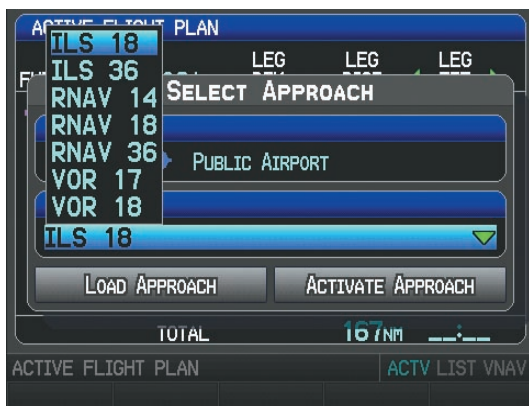 ACTIVE FLIGHT PLAN
ILS 18
ILS 36
RNAV 14
RNAV 18
RNAV 36
VOR 17
VOR 18
LEG LEG LEG
SELECT APPROACH
PUBLIC AIRPORT
ILS 18
LOAD APPROACH ACTIVATE APPROACH
TOTAL 167NM __:__
ACTIVE FLIGHT PLAN ACTV LIST VNAV